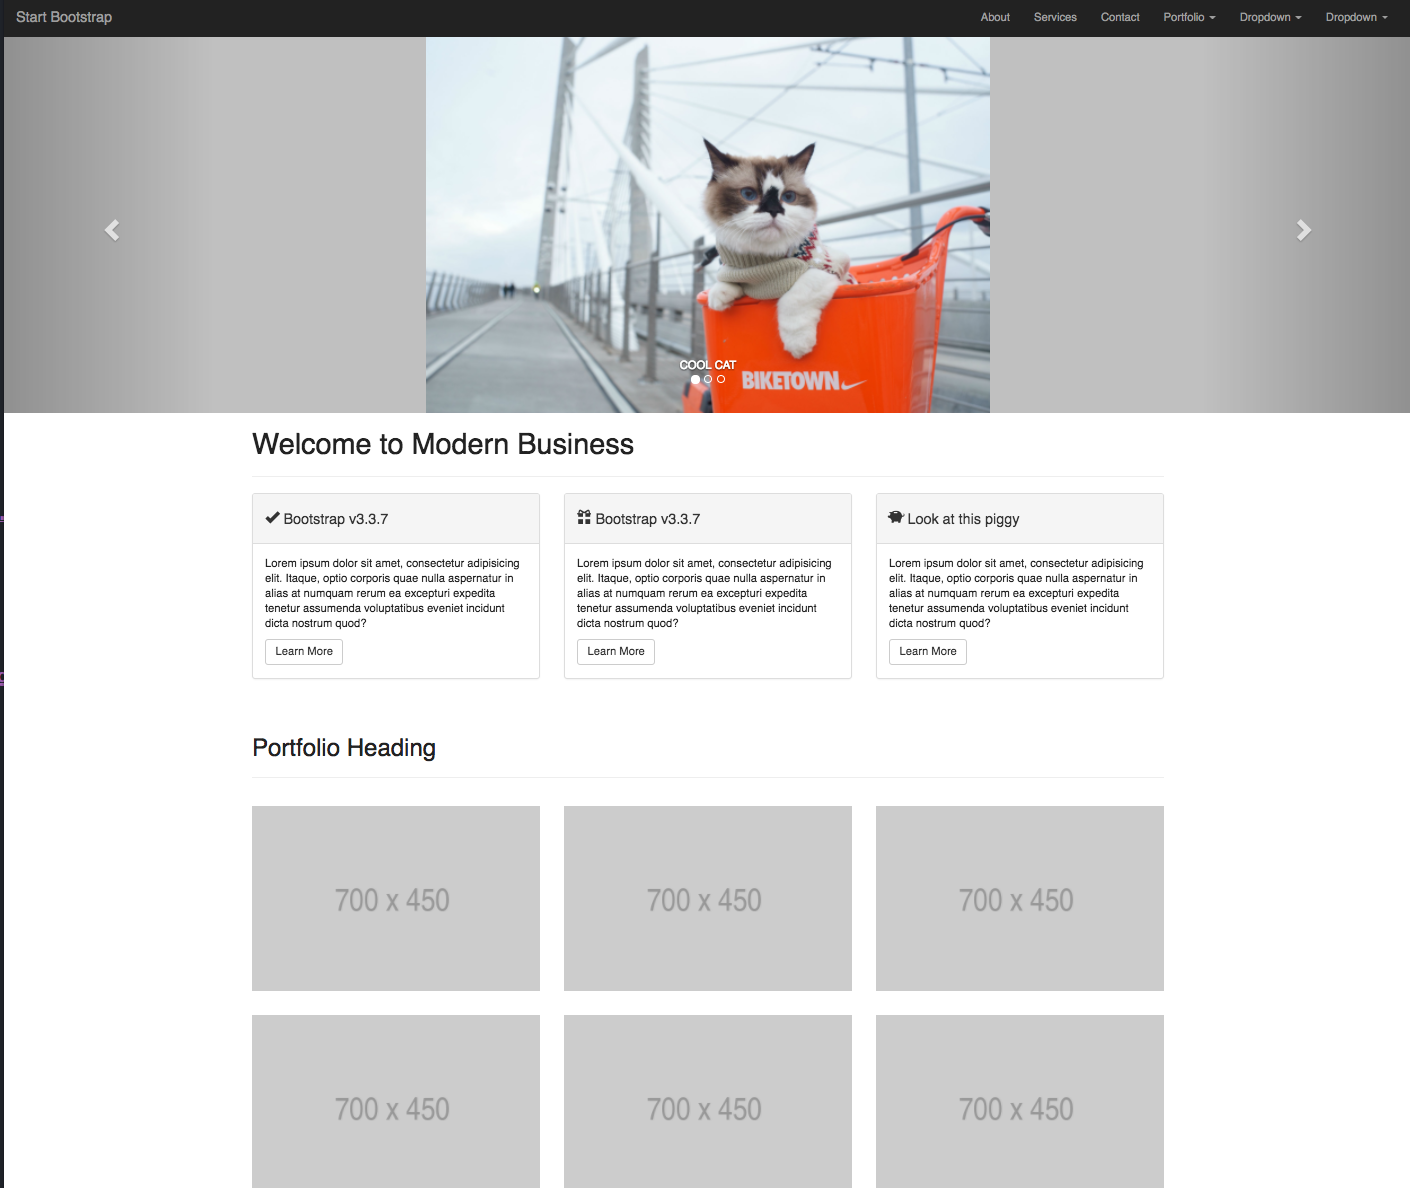 Start Bootstrap
About Services Contact Portfolio Dropdown Dropdown
COOL CAT
BIKETOWN
Welcome to Modern Business
Bootstrap v3.3.7
Lorem ipsum dolor sit amet, consectetur adipisicing
elit. Itaque, optio corporis quae nulla aspernatur in
alias at numquam rerum ea excepturi expedita
tenetur assumenda voluptatibus eveniet incidunt
dicta nostrum quod?
Learn More
Bootstrap v3.3.7
Lorem ipsum dolor sit amet, consectetur adipisicing
elit. Itaque, optio corporis quae nulla aspernatur in
alias at numquam rerum ea excepturi expedita
tenetur assumenda voluptatibus eveniet incidunt
dicta nostrum quod?
Learn More
Look at this piggy
Lorem ipsum dolor sit amet, consectetur adipisicing
elit. Itaque, optio corporis quae nulla aspernatur in
alias at numquam rerum ea excepturi expedita
tenetur assumenda voluptatibus eveniet incidunt
dicta nostrum quod?
Learn More
Portfolio Heading
700 x 450
700 x 450
700 x 450
700 x 450
700 x 450
700 x 450